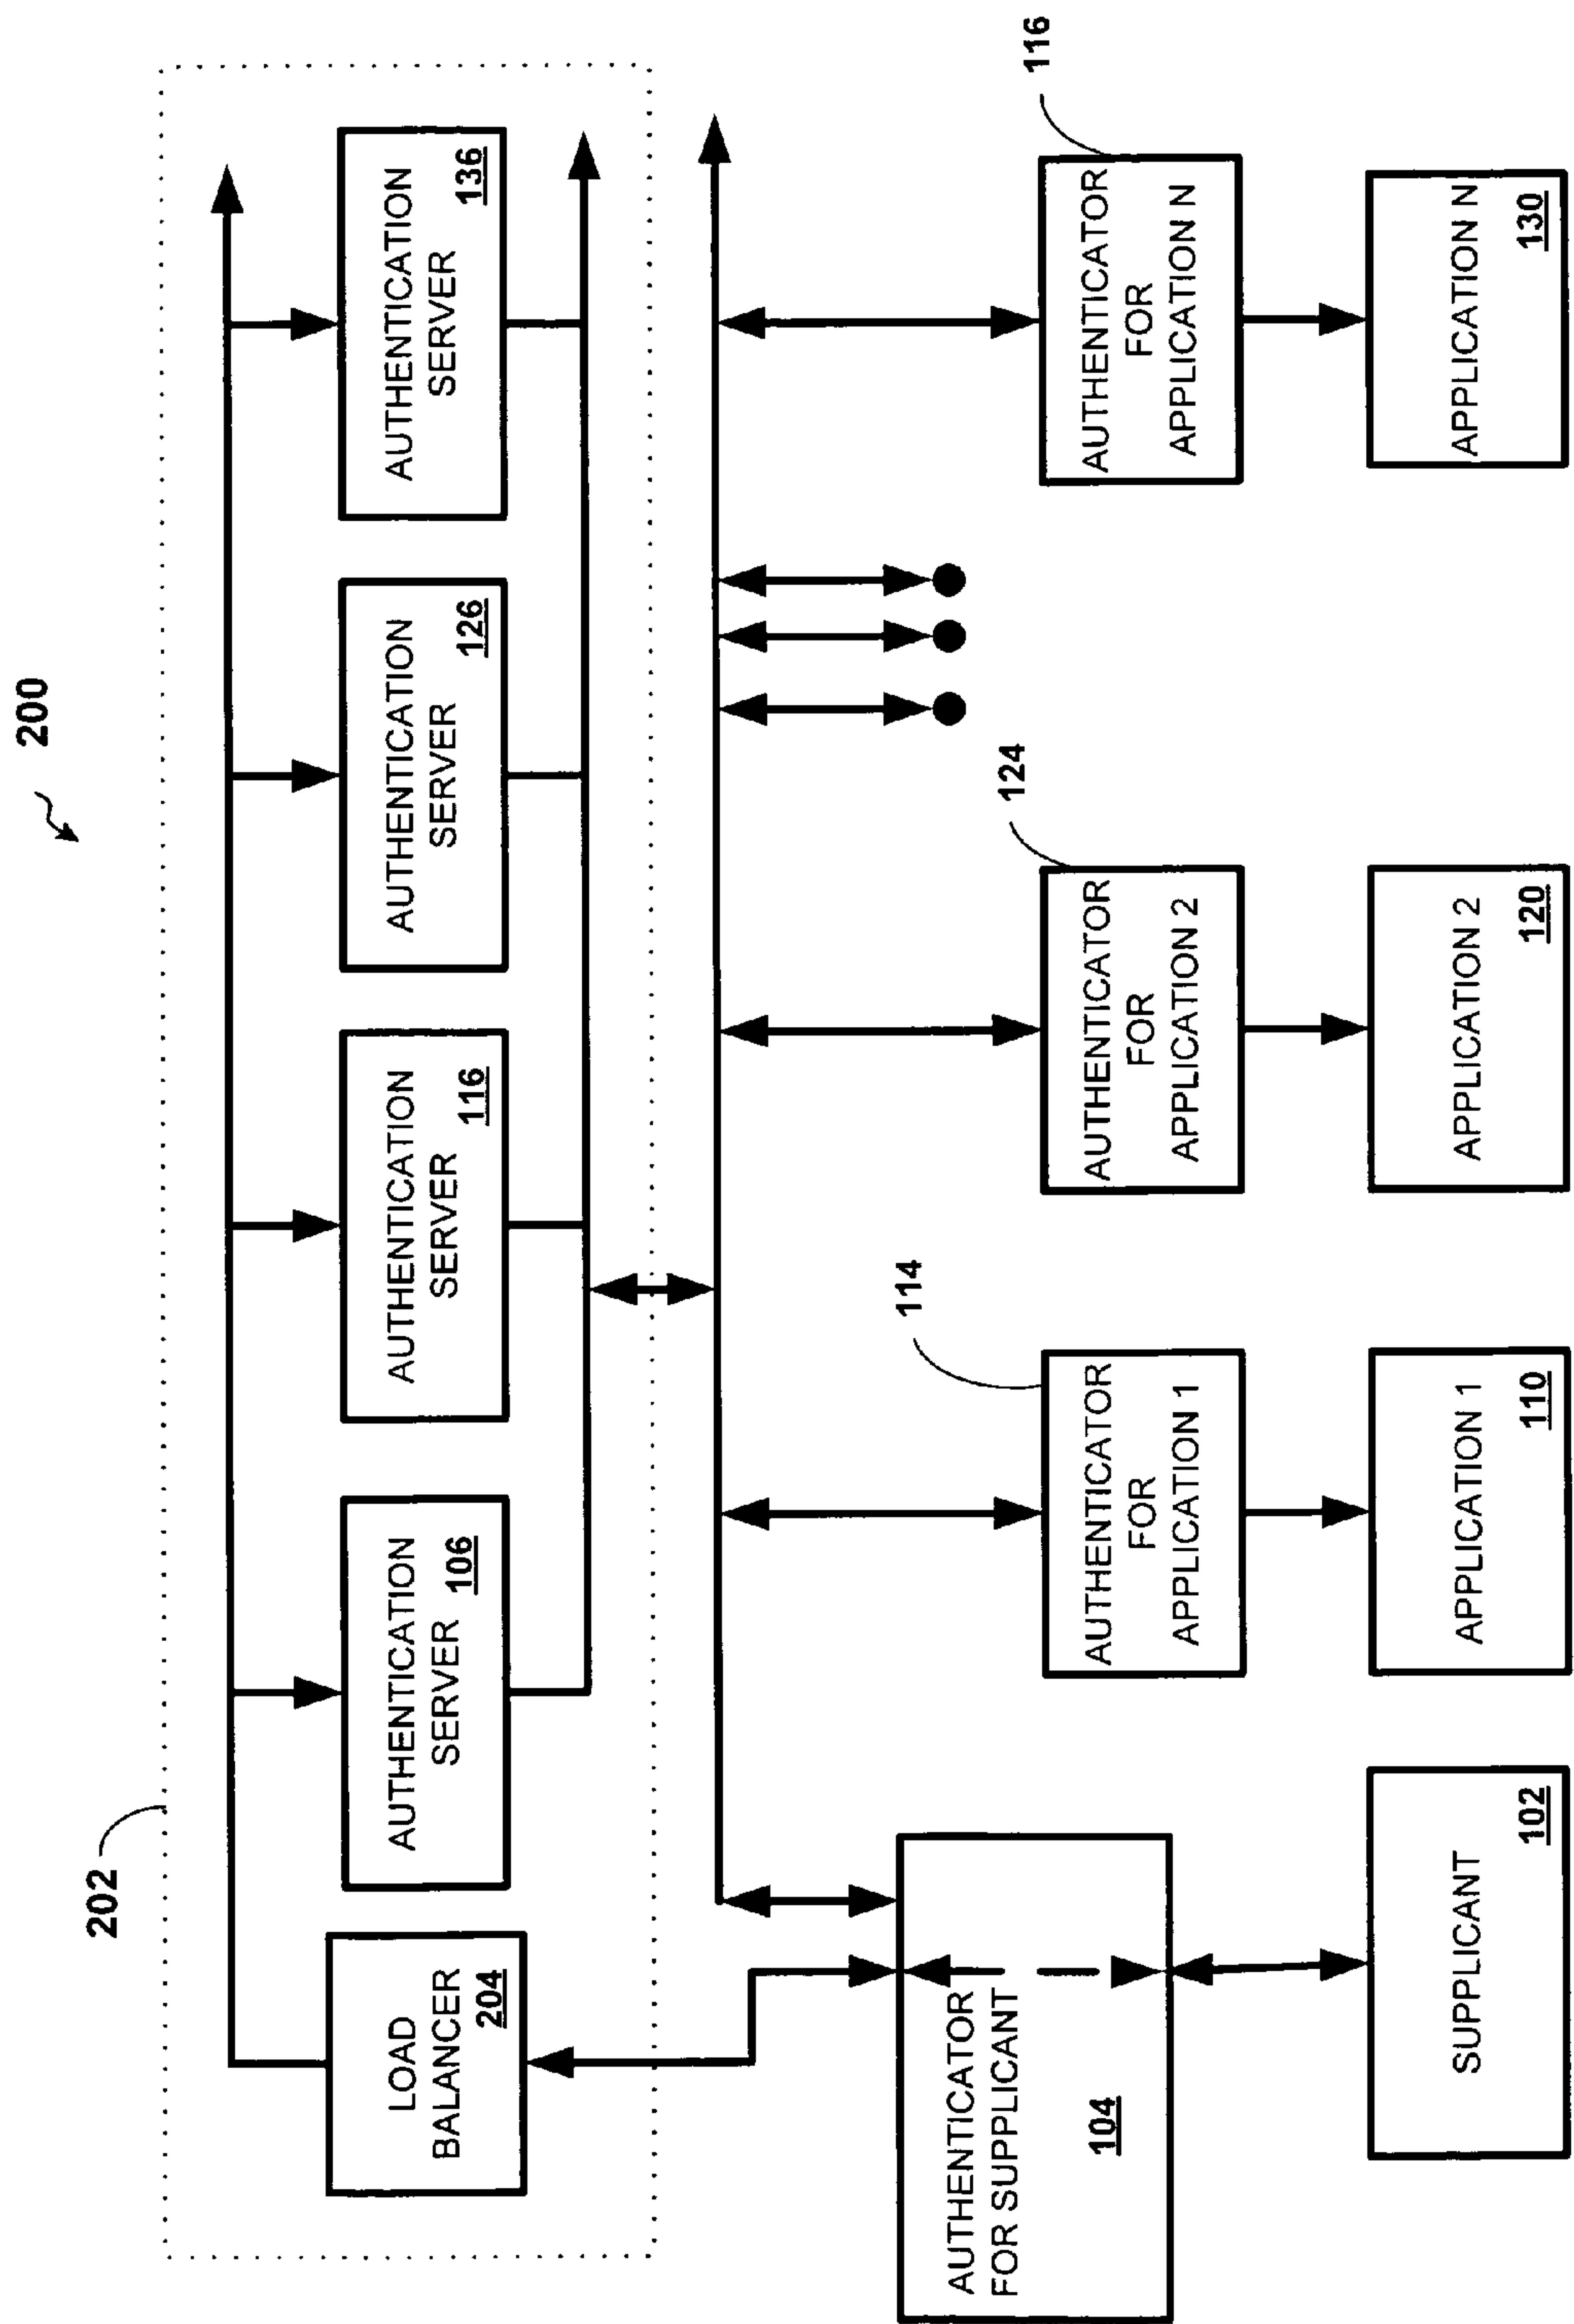 200
202
LOAD
BALANCER
204
AUTHENTICATION
SERVER 106
AUTHENTICATION
SERVER
116
AUTHENTICATION
SERVER
126
AUTHENTICATION
SERVER
136
AUTHENTICATOR
FOR SUPPLICANT
104
114
AUTHENTICATOR
FOR
APPLICATION 1
124
AUTHENTICATOR
FOR
APPLICATION 2
116
AUTHENTICATOR
FOR
APPLICATION N
SUPPLICANT
102
APPLICATION 1
110
APPLICATION 2
120
APPLICATION N
130